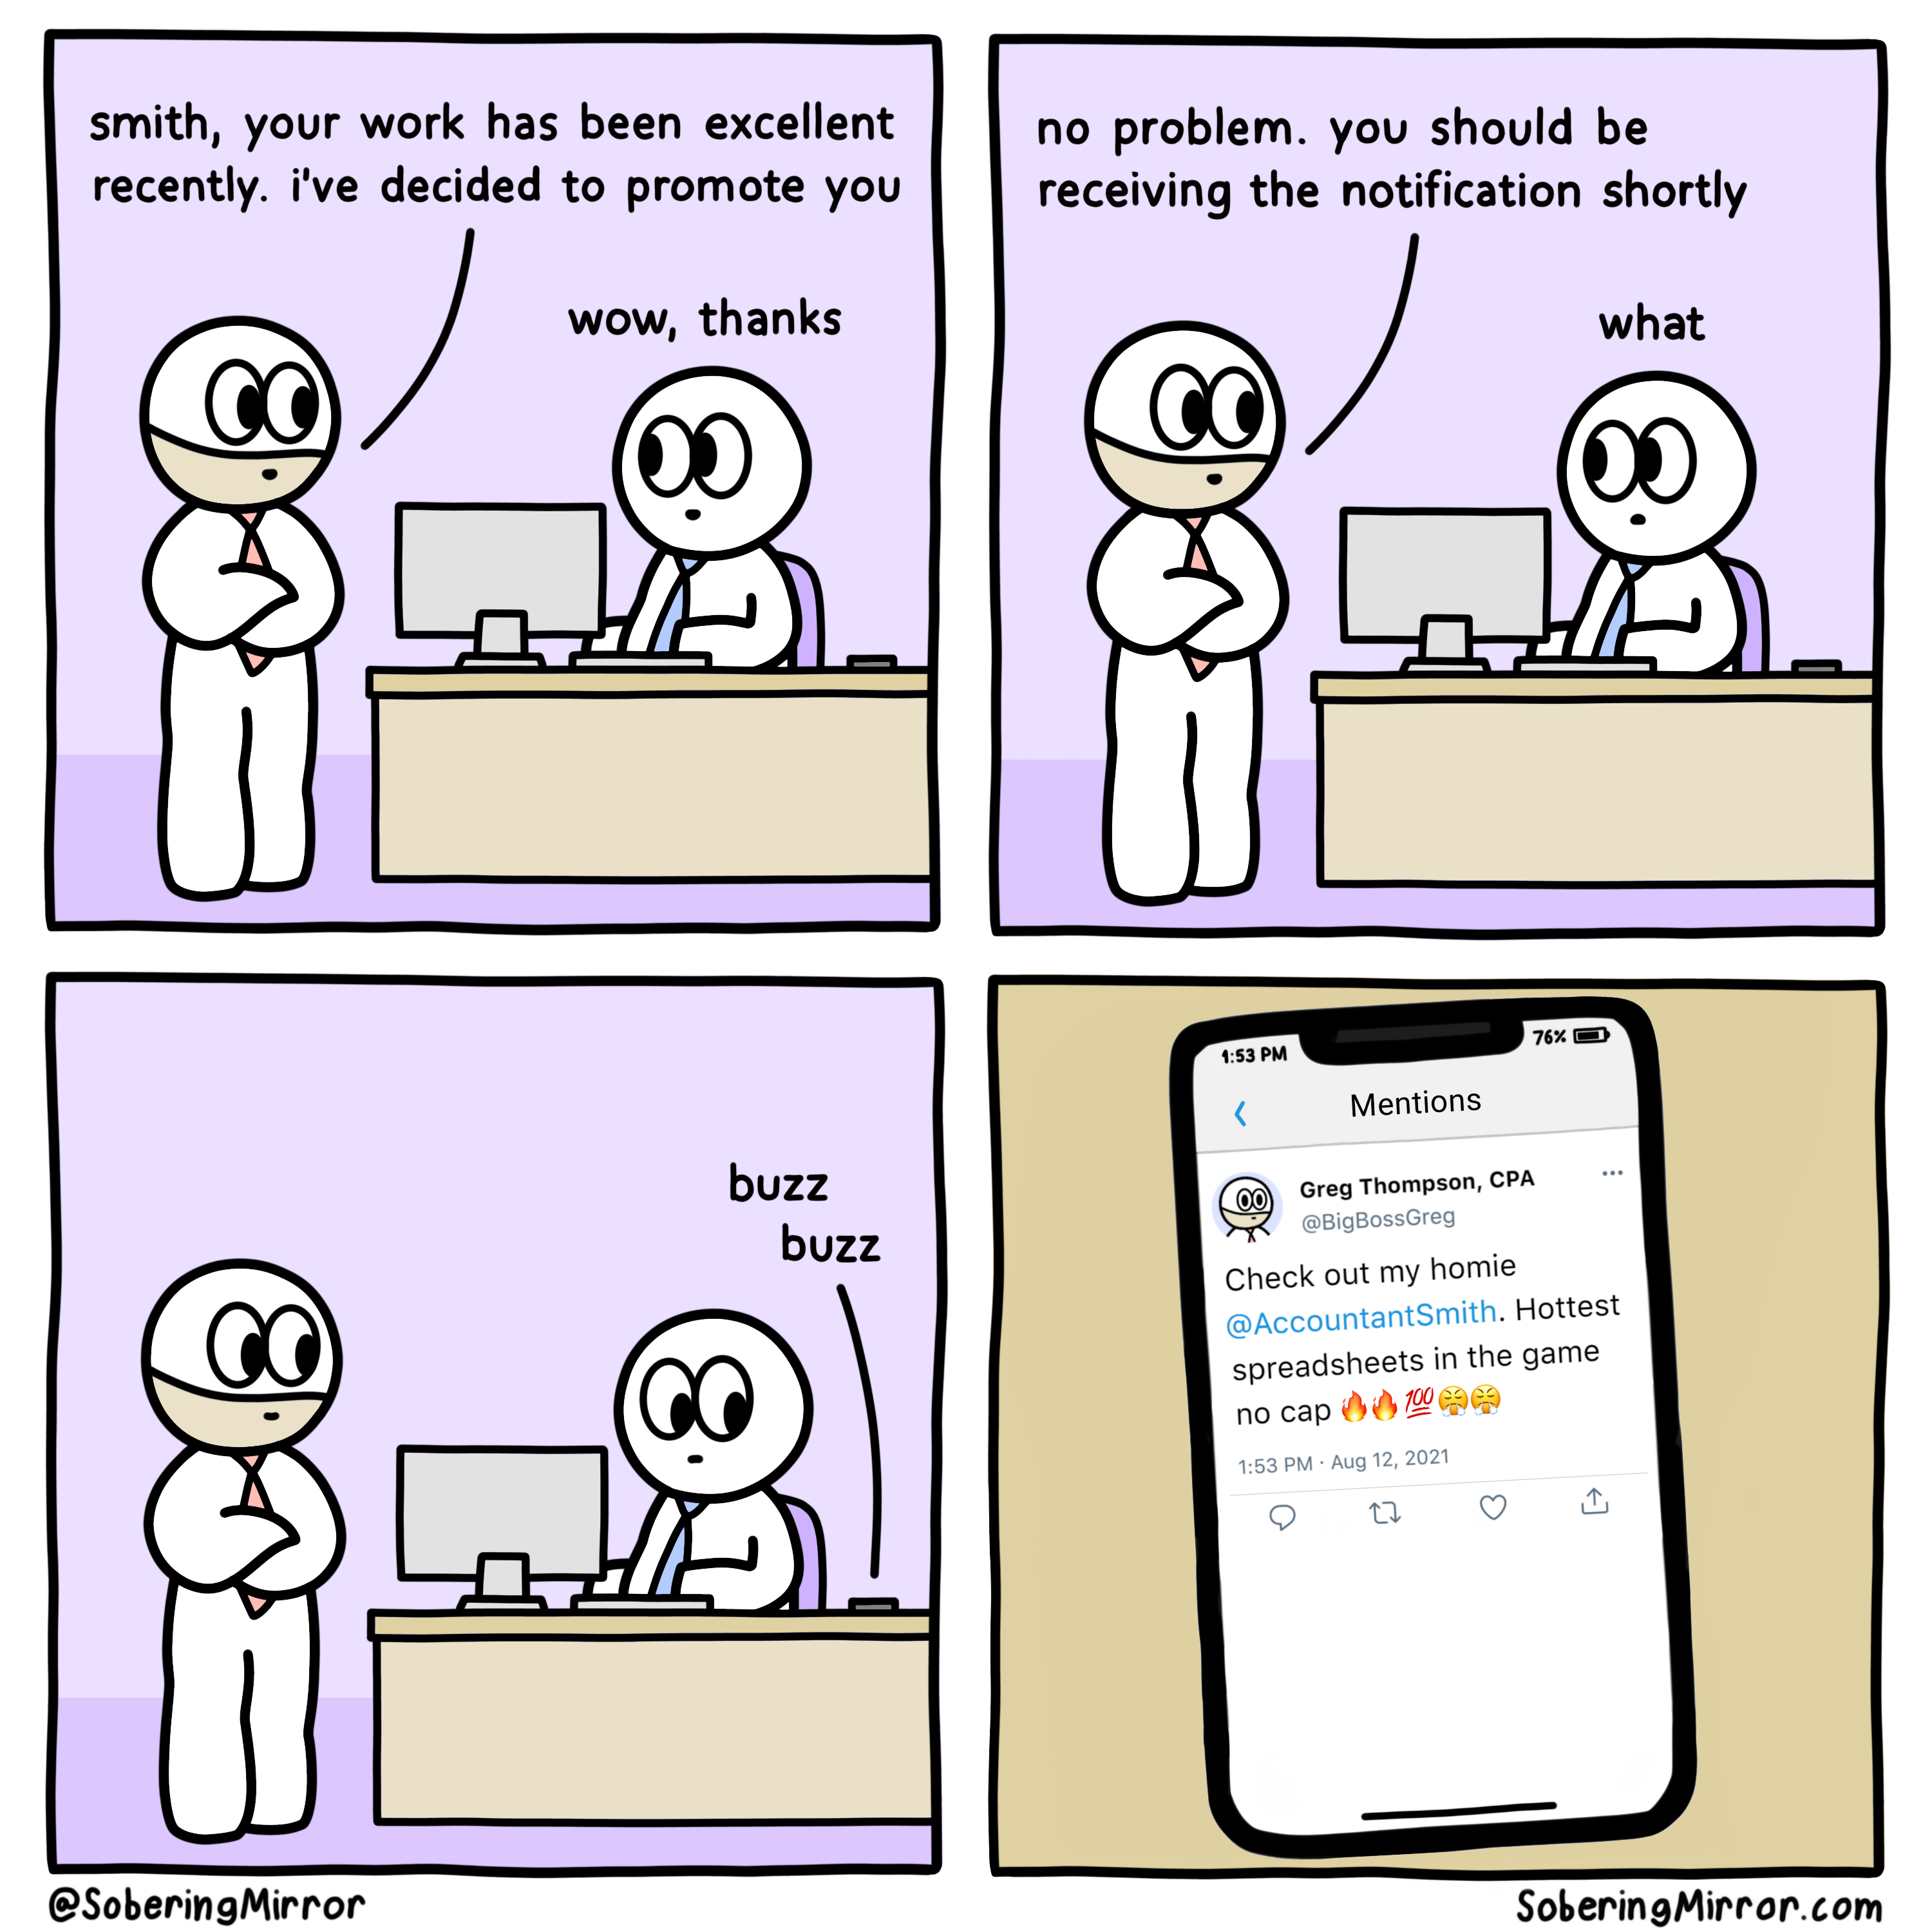 smith, your work has been excellent
recently. i've decided to promote you
wow, thanks
no problem. you should be
receiving the notification shortly
what
buzz
buzz
1:53 PM
76%
Mentions
Greg Thompson, CPA
@BigBossGreg
Check out my homie
@AccountantSmith. Hottest
spreadsheets in the game
no cap 🔥🔥💯😤😤
1:53 PM · Aug 12, 2021
@SoberingMirror
SoberingMirror.com